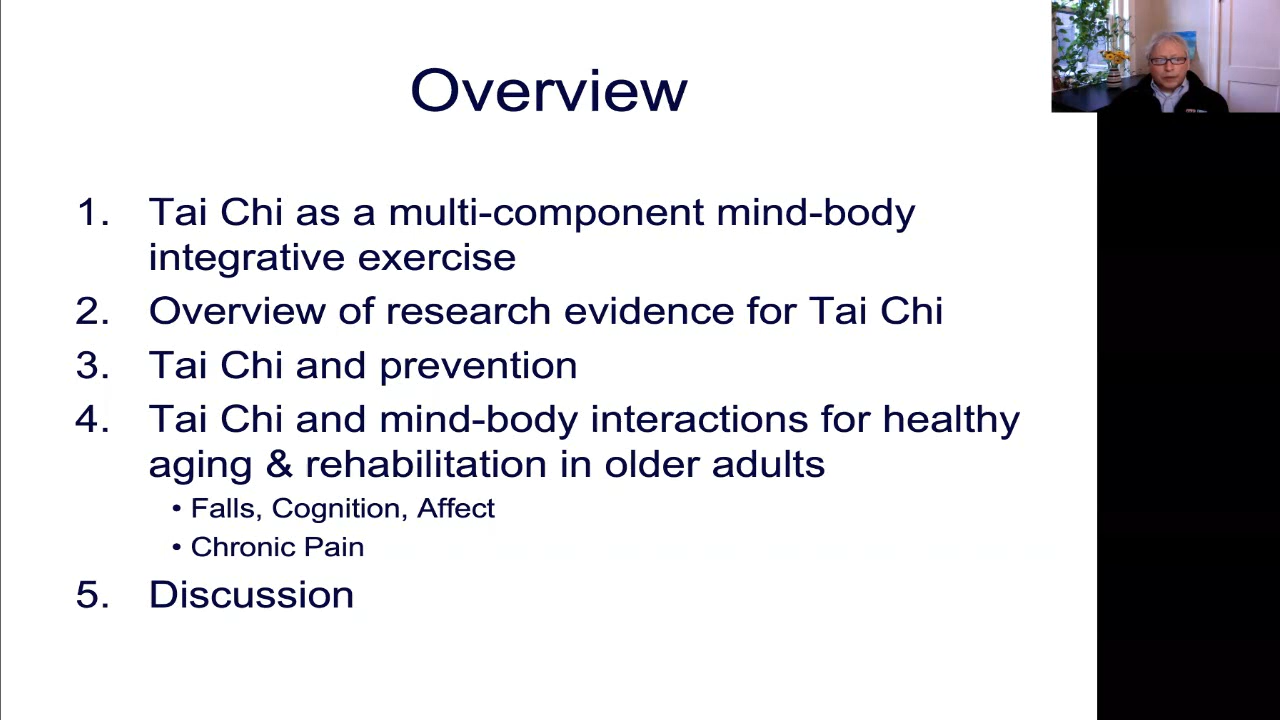 Overview
1. Tai Chi as a multi-component mind-body
integrative exercise
2. Overview of research evidence for Tai Chi
3. Tai Chi and prevention
4. Tai Chi and mind-body interactions for healthy
aging & rehabilitation in older adults
• Falls, Cognition, Affect
• Chronic Pain
5. Discussion